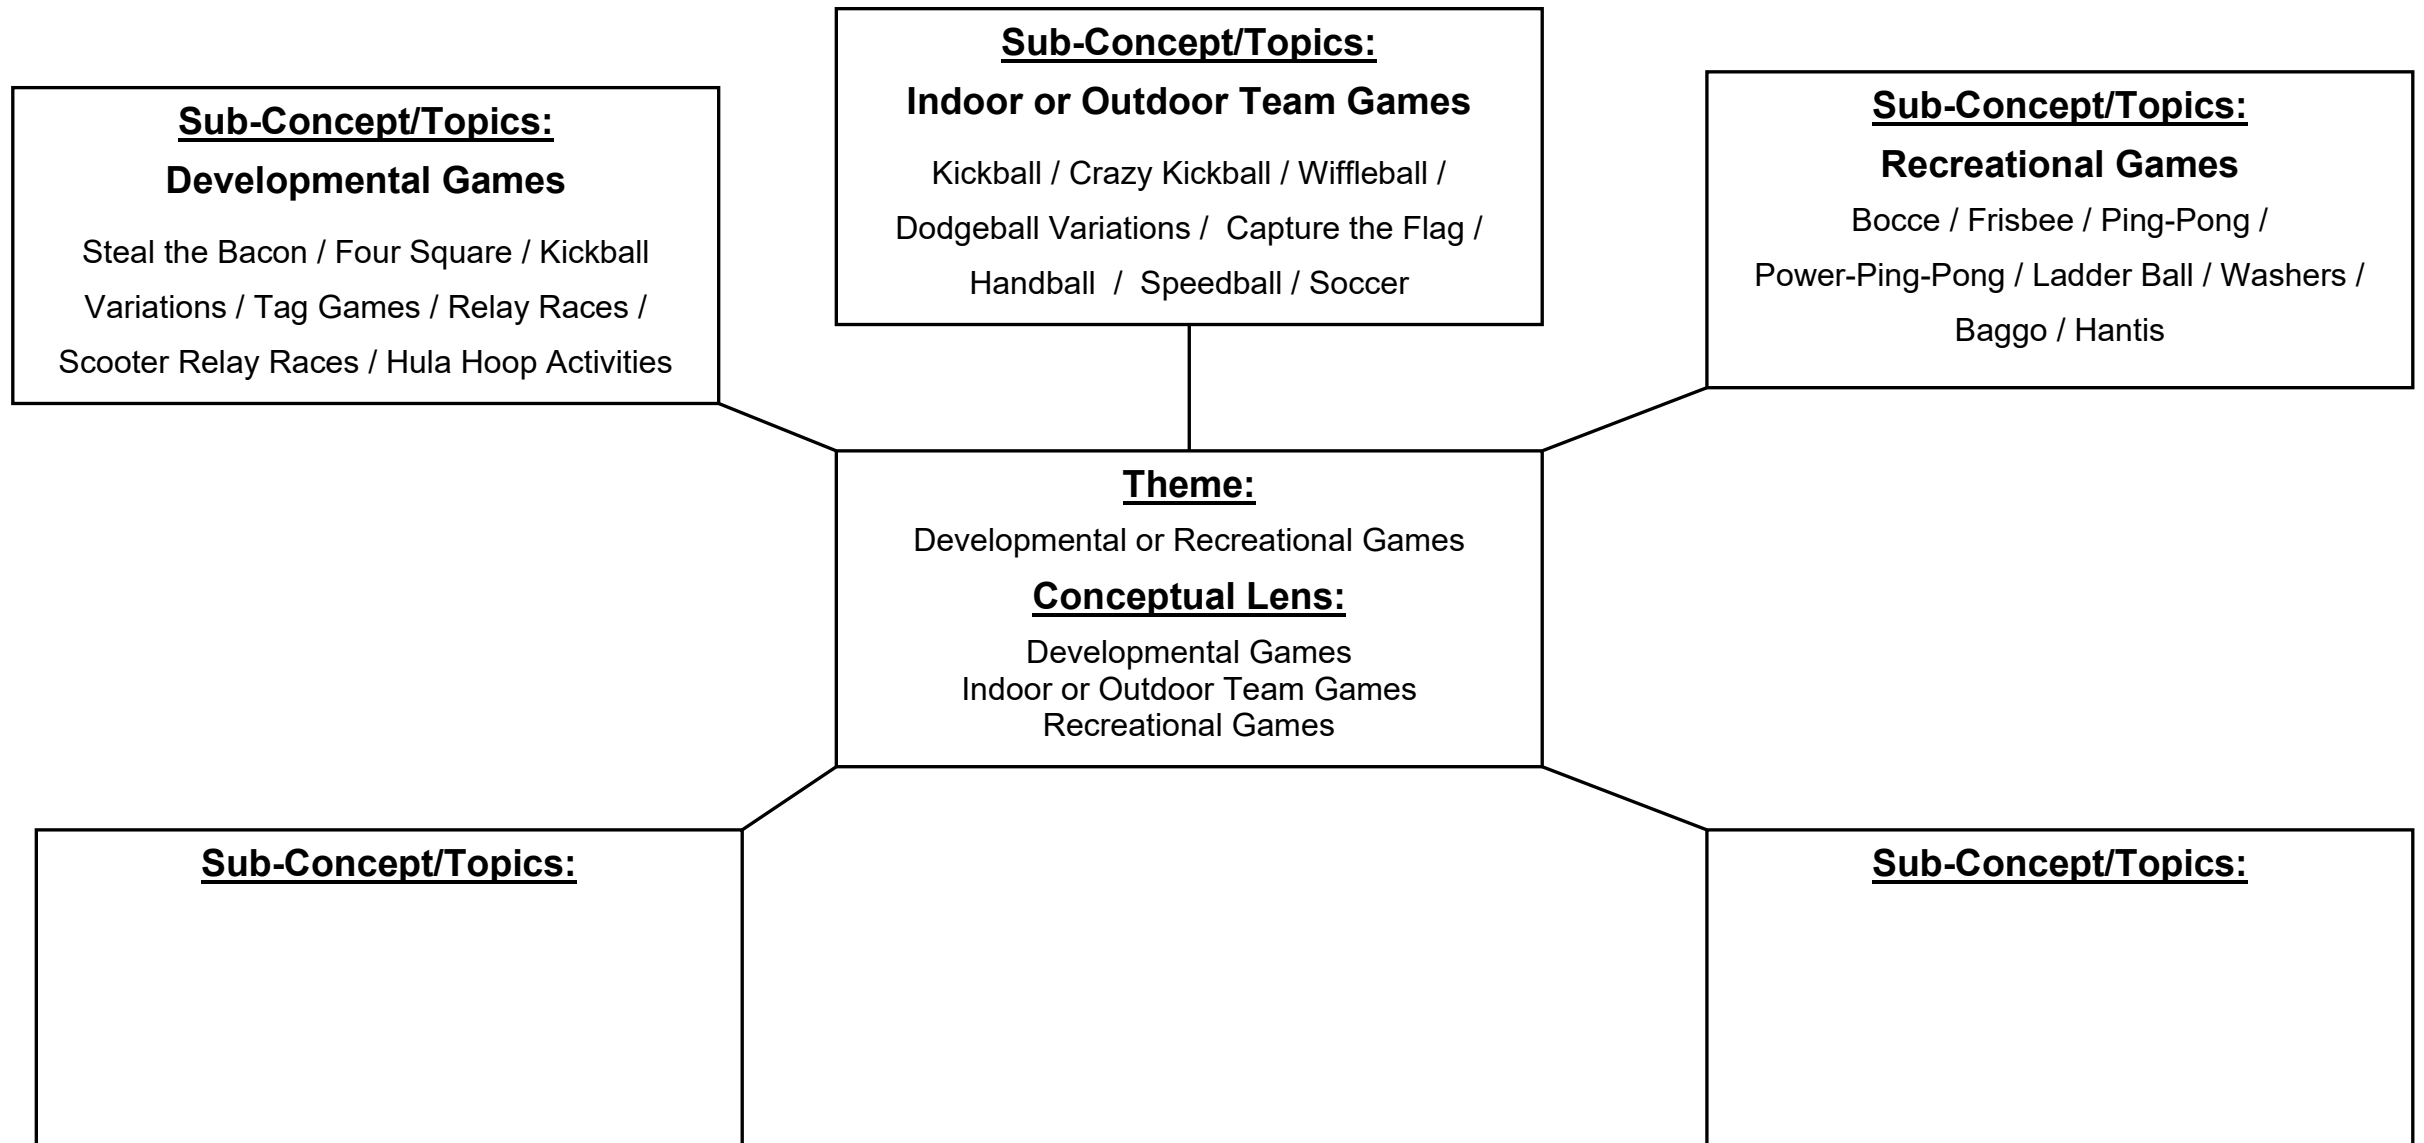 Sub-Concept/Topics:
Developmental Games
Steal the Bacon / Four Square / Kickball
Variations / Tag Games / Relay Races /
Scooter Relay Races / Hula Hoop Activities
Sub-Concept/Topics:
Indoor or Outdoor Team Games
Kickball / Crazy Kickball / Wiffleball /
Dodgeball Variations /  Capture the Flag /
Handball  /  Speedball / Soccer
Sub-Concept/Topics:
Recreational Games
Bocce / Frisbee / Ping-Pong /
Power-Ping-Pong / Ladder Ball / Washers /
Baggo / Hantis
Theme:
Developmental or Recreational Games
Conceptual Lens:
Developmental Games
Indoor or Outdoor Team Games
Recreational Games
Sub-Concept/Topics:
Sub-Concept/Topics: